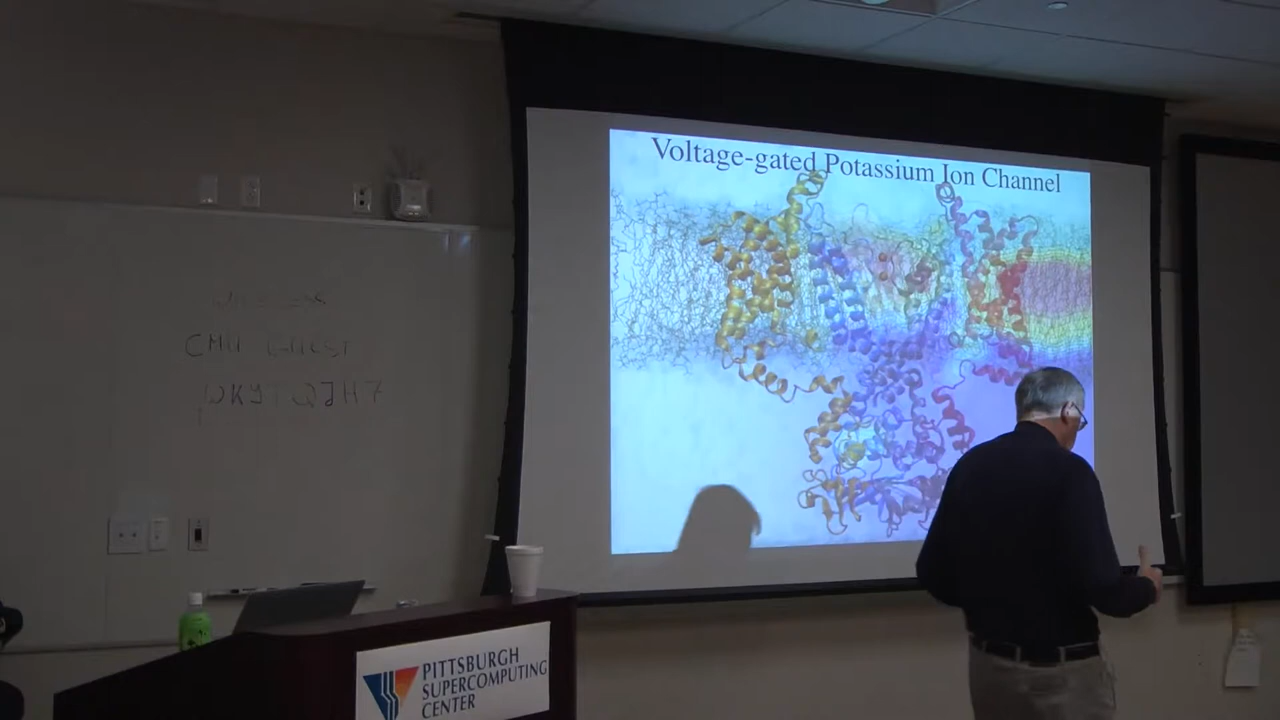 Voltage-gated Potassium Ion Channel
CMU GUEST
PITTSBURGH
SUPERCOMPUTING
CENTER